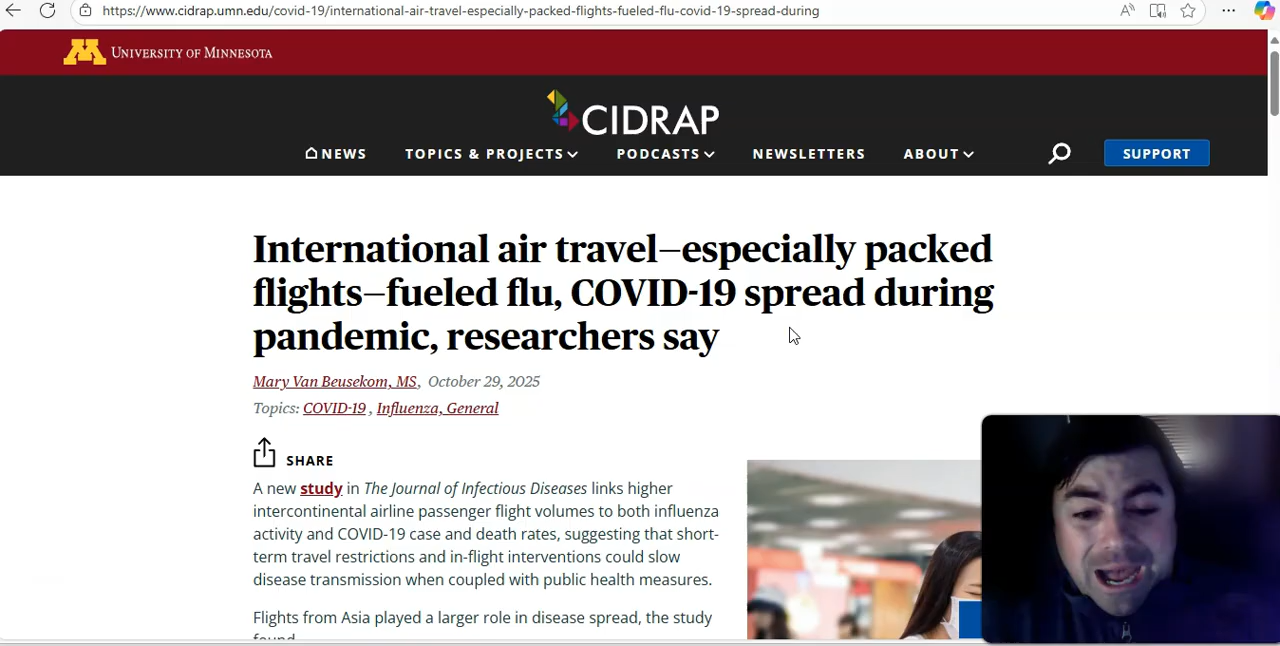 https://www.cidrap.umn.edu/covid-19/international-air-travel-especially-packed-flights-fueled-flu-covid-19-spread-during
UNIVERSITY OF MINNESOTA
CIDRAP
NEWS TOPICS & PROJECTS PODCASTS NEWSLETTERS ABOUT SUPPORT
International air travel—especially packed
flights—fueled flu, COVID-19 spread during
pandemic, researchers say
Mary Van Beusekom, MS, October 29, 2025
Topics: COVID-19, Influenza, General
SHARE
A new study in The Journal of Infectious Diseases links higher
intercontinental airline passenger flight volumes to both influenza
activity and COVID-19 case and death rates, suggesting that short-
term travel restrictions and in-flight interventions could slow
disease transmission when coupled with public health measures.
Flights from Asia played a larger role in disease spread, the study
found